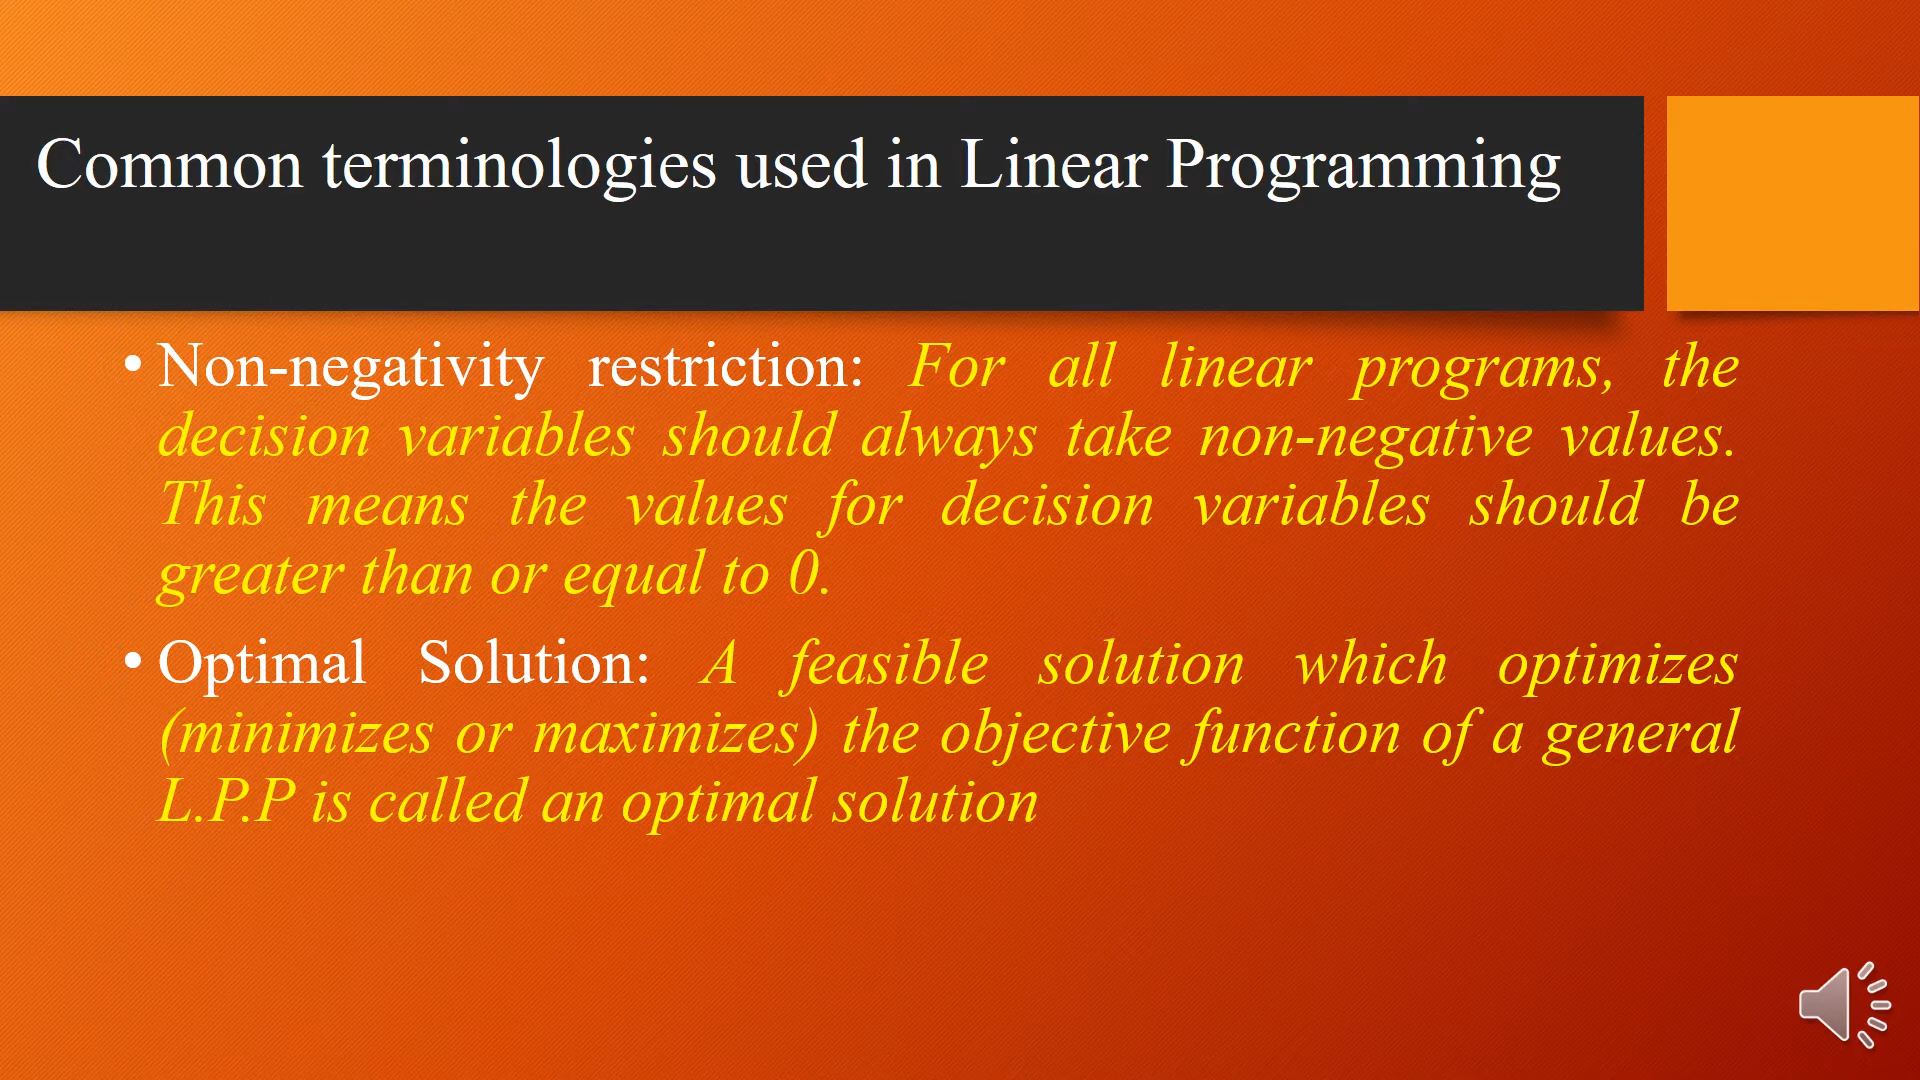 Common terminologies used in Linear Programming
• Non-negativity restriction: For all linear programs, the
decision variables should always take non-negative values.
This means the values for decision variables should be
greater than or equal to 0.
• Optimal Solution: A feasible solution which optimizes
(minimizes or maximizes) the objective function of a general
L.P.P is called an optimal solution